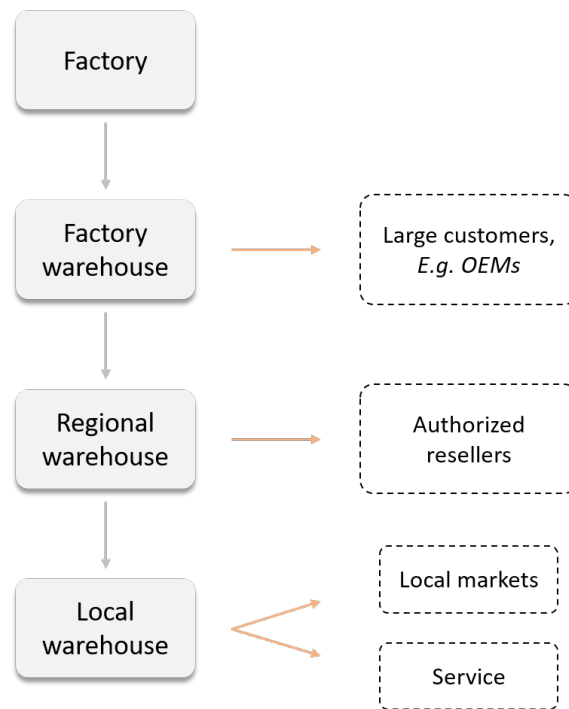 Factory
Factory
warehouse
Large customers,
E.g. OEMs
Regional
warehouse
Authorized
resellers
Local
warehouse
Local markets
Service